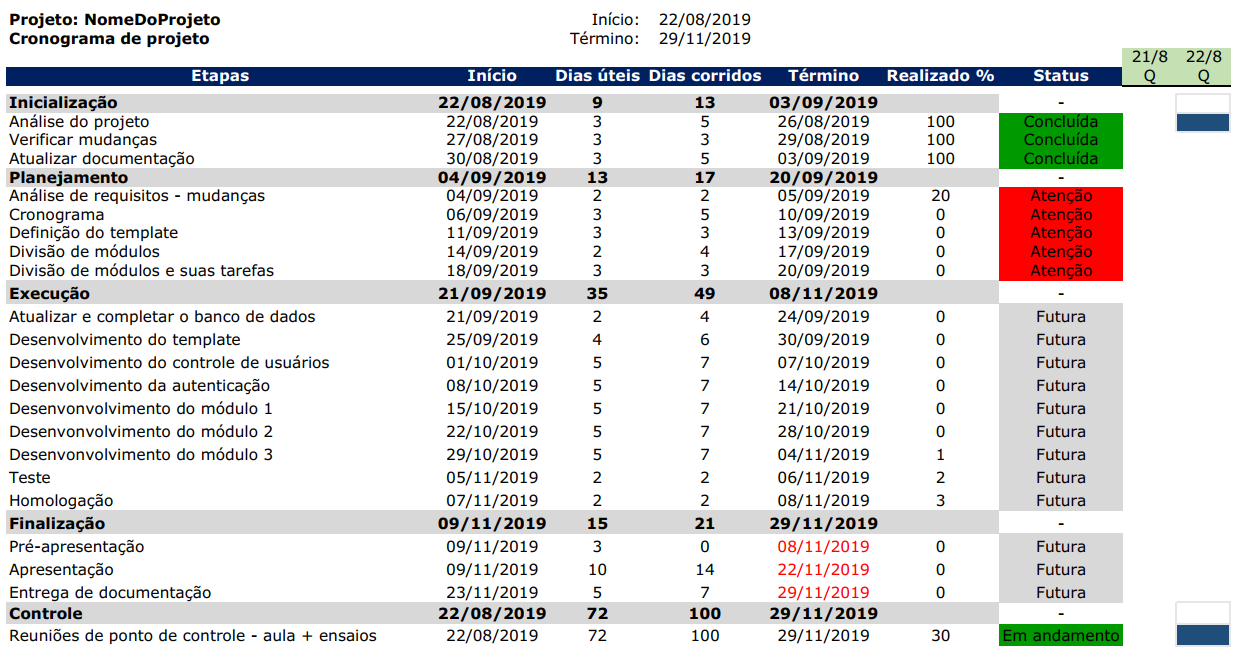 Projeto: NomeDoProjeto Início: 22/08/2019
Cronograma de projeto Término: 29/11/2019
21/8 22/8
Etapas Início Dias úteis Dias corridos Término Realizado % Status Q Q
Inicialização 22/08/2019 9 13 03/09/2019 -
Análise do projeto 22/08/2019 3 5 26/08/2019 100 Concluída
Verificar mudanças 27/08/2019 3 3 29/08/2019 100 Concluída
Atualizar documentação 30/08/2019 3 5 03/09/2019 100 Concluída
Planejamento 04/09/2019 13 17 20/09/2019 -
Análise de requisitos - mudanças 04/09/2019 2 2 05/09/2019 20 Atenção
Cronograma 06/09/2019 3 5 10/09/2019 0 Atenção
Definição do template 11/09/2019 3 3 13/09/2019 0 Atenção
Divisão de módulos 14/09/2019 2 4 17/09/2019 0 Atenção
Divisão de módulos e suas tarefas 18/09/2019 3 3 20/09/2019 0 Atenção
Execução 21/09/2019 35 49 08/11/2019 -
Atualizar e completar o banco de dados 21/09/2019 2 4 24/09/2019 0 Futura
Desenvolvimento do template 25/09/2019 4 6 30/09/2019 0 Futura
Desenvolvimento do controle de usuários 01/10/2019 5 7 07/10/2019 0 Futura
Desenvolvimento da autenticação 08/10/2019 5 7 14/10/2019 0 Futura
Desenvonvolvimento do módulo 1 15/10/2019 5 7 21/10/2019 0 Futura
Desenvonvolvimento do módulo 2 22/10/2019 5 7 28/10/2019 0 Futura
Desenvonvolvimento do módulo 3 29/10/2019 5 7 04/11/2019 1 Futura
Teste 05/11/2019 2 2 06/11/2019 2 Futura
Homologação 07/11/2019 2 2 08/11/2019 3 Futura
Finalização 09/11/2019 15 21 29/11/2019 -
Pré-apresentação 09/11/2019 3 0 08/11/2019 0 Futura
Apresentação 09/11/2019 10 14 22/11/2019 0 Futura
Entrega de documentação 23/11/2019 5 7 29/11/2019 0 Futura
Controle 22/08/2019 72 100 29/11/2019 -
Reuniões de ponto de controle - aula + ensaios 22/08/2019 72 100 29/11/2019 30 Em andamento